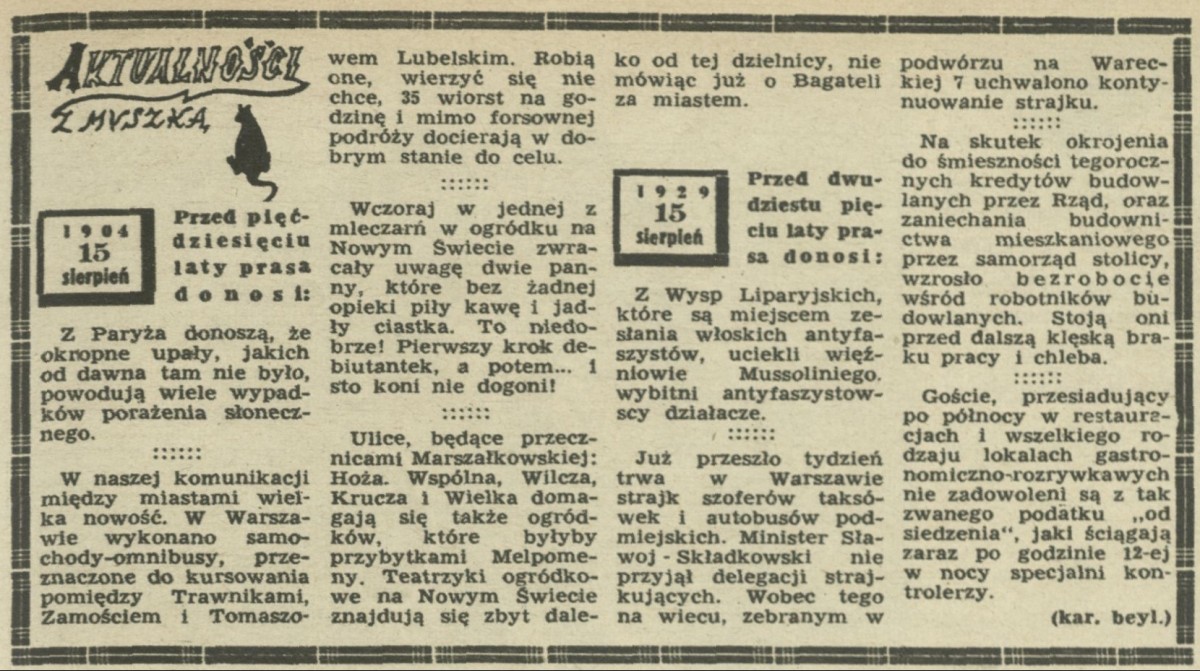 AKTUALNOŚCI
Z MUSZKĄ
1904
15
sierpień
Przed pięć-
dziesięciu
laty prasa
donosi:
Z Paryża donoszą, że
okropne upały, jakich
od dawna tam nie było,
powodują wiele wypad-
ków porażenia słonecz-
nego.
::::::
W naszej komunikacji
między miastami wiel-
ka nowość. W Warsza-
wie wykonano samo-
chody-omnibusy, prze-
znaczone do kursowania
pomiędzy Trawnikami,
Zamościem i Tomaszo-
wem Lubelskim. Robią
one, wierzyć się nie
chce, 35 wiorst na go-
dzinę i mimo forsownej
podróży docierają w do-
brym stanie do celu.
::::::
Wczoraj w jednej z
mleczarń w ogródku na
Nowym Świecie zwra-
cały uwagę dwie pan-
ny, które bez żadnej
opieki piły kawę i jad-
ły ciastka. To niedo-
brze! Pierwszy krok de-
biutantek, a potem... i
sto koni nie dogoni!
::::::
Ulice, będące przecz-
nicami Marszałkowskiej:
Hoża. Wspólna, Wilcza,
Krucza i Wielka doma-
gają się także ogród-
ków, które byłyby
przybytkami Melpome-
ny. Teatrzyki ogródko-
we na Nowym Świecie
znajdują się zbyt dale-
ko od tej dzielnicy, nie
mówiąc już o Bagateli
za miastem.
1929
15
sierpień
Przed dwu-
dziestu pię-
ciu laty pra-
sa donosi:
Z Wysp Liparyjskich,
które są miejscem ze-
słania włoskich antyfa-
szystów, uciekli więź-
niowie Mussoliniego.
wybitni antyfaszystow-
scy działacze.
::::::
Już przeszło tydzień
trwa w Warszawie
strajk szoferów taksó-
wek i autobusów pod-
miejskich. Minister Sła-
woj-Składkowski nie
przyjął delegacji straj-
kujących. Wobec tego
na wiecu, zebranym w
podwórzu na Warec-
kiej 7 uchwalono konty-
nuowanie strajku.
::::::
Na skutek okrojenia
do śmieszności tegorocz-
nych kredytów budow-
lanych przez Rząd, oraz
zaniechania budowni-
ctwa mieszkaniowego
przez samorząd stolicy,
wzrosło bezrobocie
wśród robotników bu-
dowlanych. Stoją oni
przed dalszą klęską bra-
ku pracy i chleba.
::::::
Goście, przesiadujący
po północy w restaura-
cjach i wszelkiego ro-
dzaju lokalach gastro-
nomiczno-rozrywkawych
nie zadowoleni są z tak
zwanego podatku „od
siedzenia“, jaki ściągają
zaraz po godzinie 12-ej
w nocy specjalni kon-
trolerzy.
(kar. beyl.)